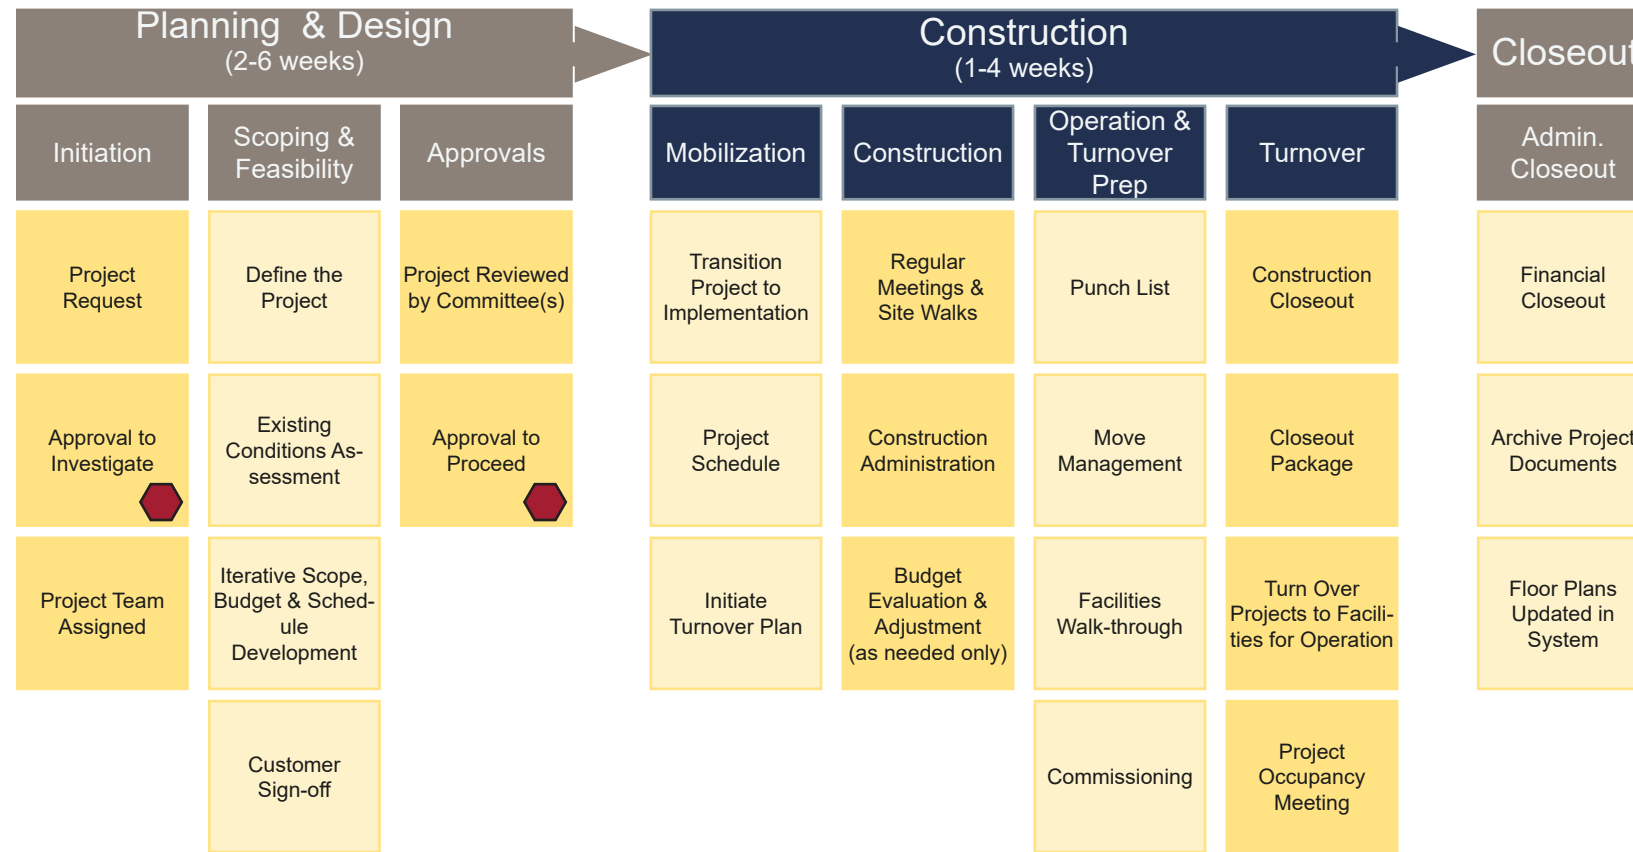 Planning & Design
(2-6 weeks)
Construction
(1-4 weeks)
Closeout
Initiation
Scoping &
Feasibility
Approvals
Mobilization
Construction
Operation &
Turnover
Prep
Turnover
Admin.
Closeout
Project
Request
Define the
Project
Project Reviewed
by Committee(s)
Transition
Project to
Implementation
Regular
Meetings &
Site Walks
Punch List
Construction
Closeout
Financial
Closeout
Approval to
Investigate
Existing
Conditions As-
sessment
Approval to
Proceed
Project
Schedule
Construction
Administration
Move
Management
Closeout
Package
Archive Project
Documents
Project Team
Assigned
Iterative Scope,
Budget & Sched-
ule
Development
Initiate
Turnover Plan
Budget
Evaluation &
Adjustment
(as needed only)
Facilities
Walk-through
Turn Over
Projects to Facili-
ties for Operation
Floor Plans
Updated in
System
Customer
Sign-off
Commissioning
Project
Occupancy
Meeting